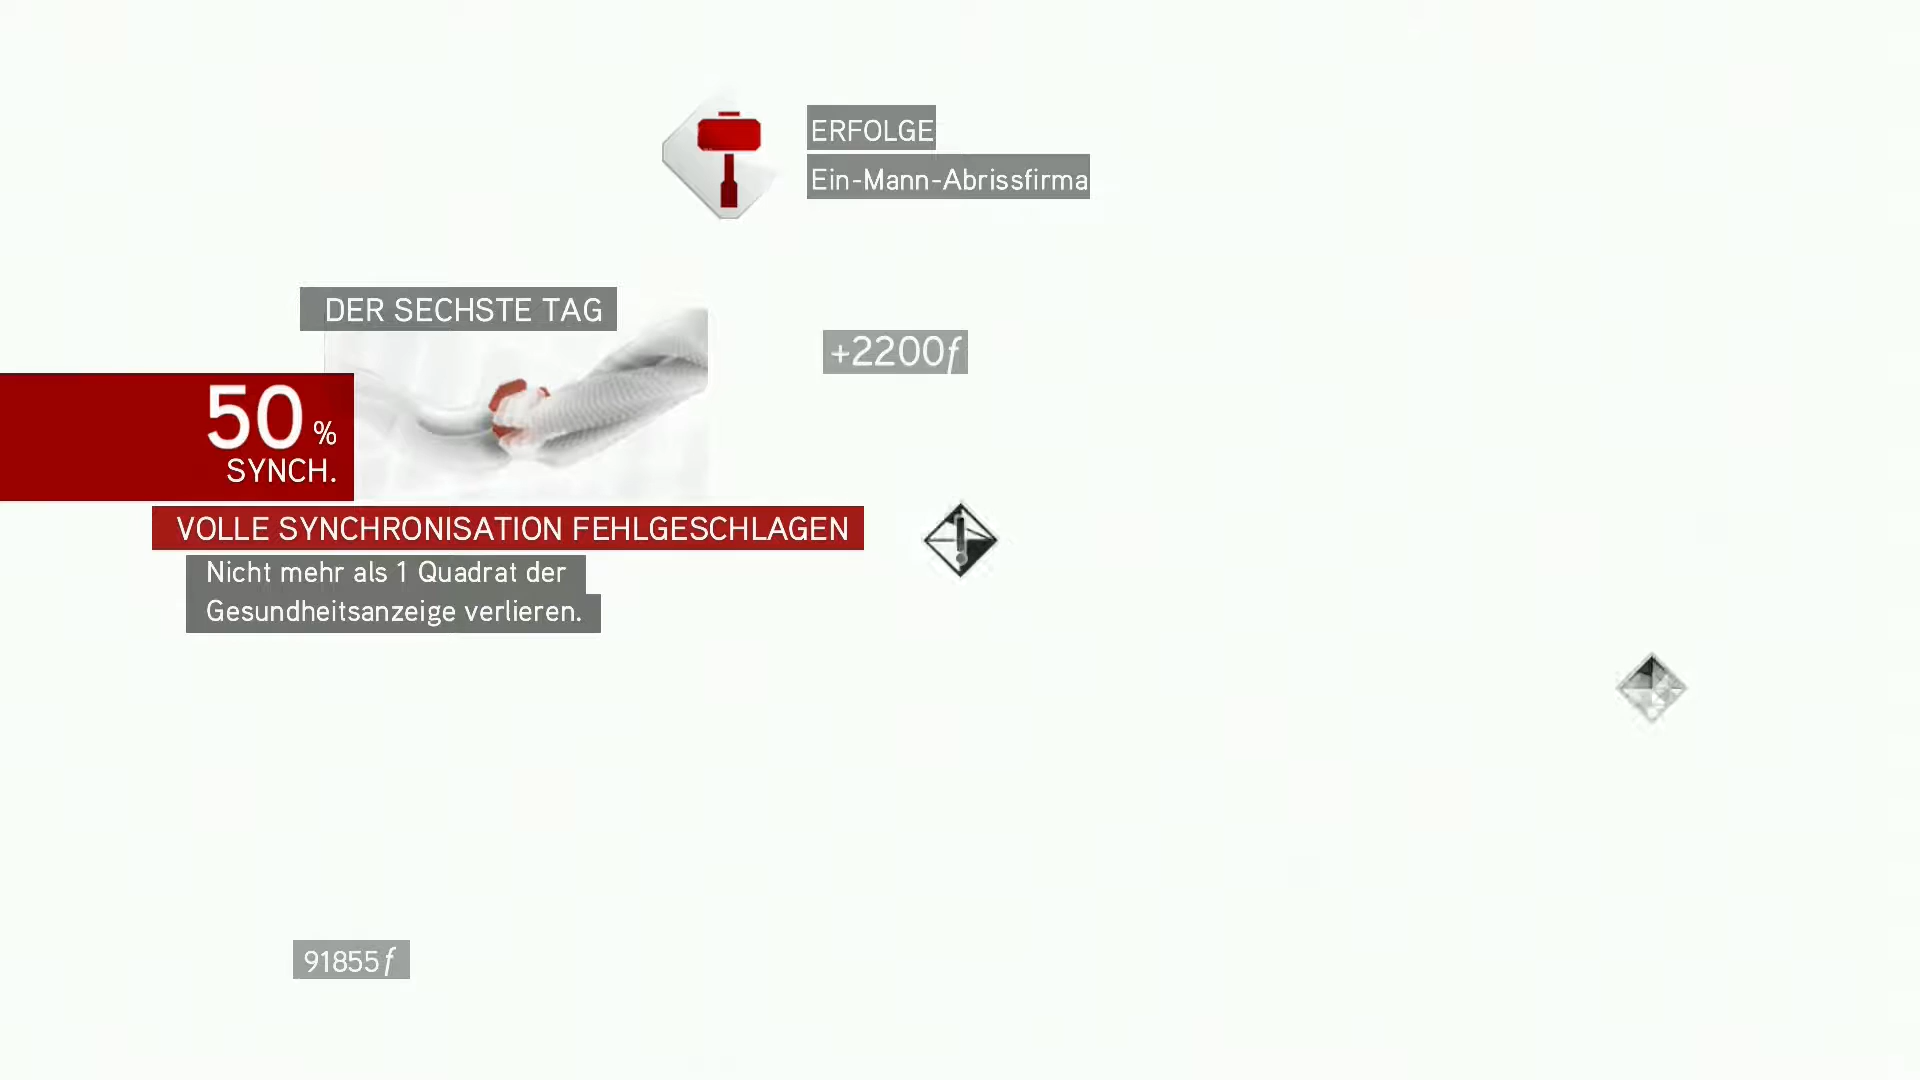 ERFOLGE
Ein-Mann-Abrissfirma
DER SECHSTE TAG
+2200ƒ
50 %
SYNCH.
VOLLE SYNCHRONISATION FEHLGESCHLAGEN
Nicht mehr als 1 Quadrat der
Gesundheitsanzeige verlieren.
91855ƒ